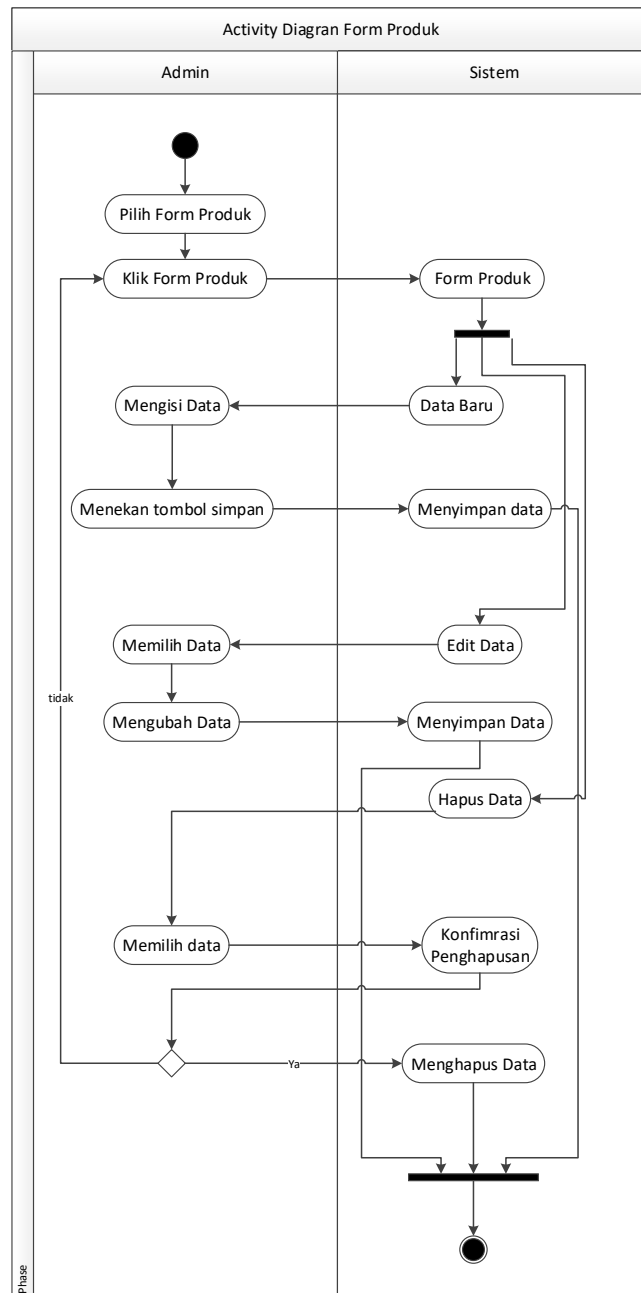 Activity Diagran Form Produk
Admin
Sistem
Pilih Form Produk
Klik Form Produk
Form Produk
Mengisi Data
Data Baru
Menekan tombol simpan
Menyimpan data
Memilih Data
Edit Data
tidak
Mengubah Data
Menyimpan Data
Hapus Data
Memilih data
Konfimrasi
Penghapusan
Ya
Menghapus Data
Phase